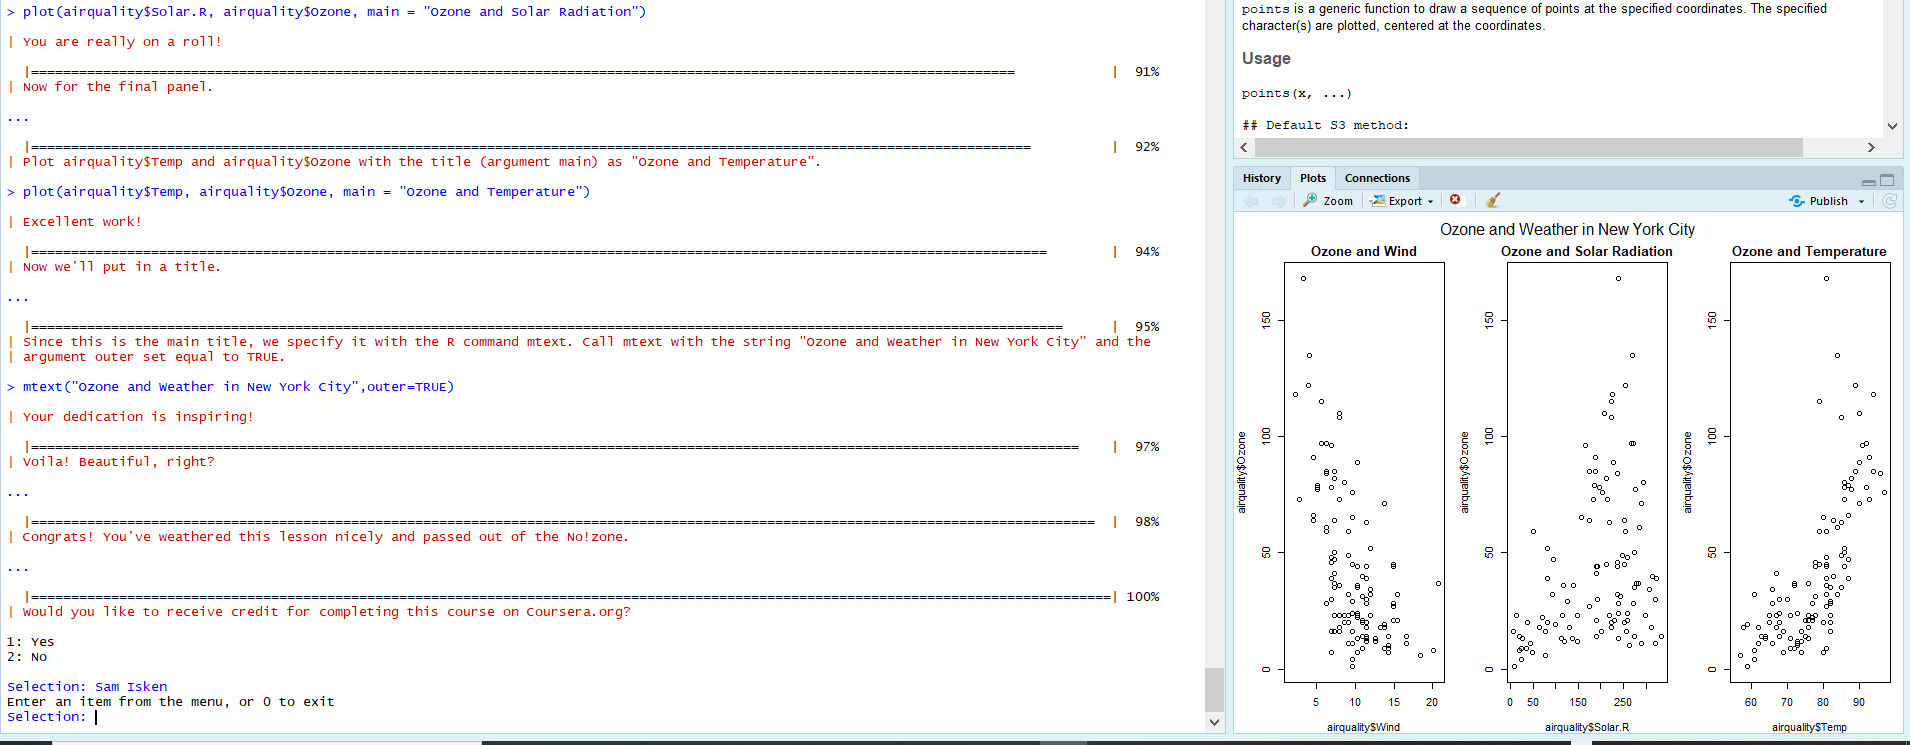 > plot(airquality$Solar.R, airquality$Ozone, main = "Ozone and Solar Radiation")
| You are really on a roll!
|=========================================================================================================================== | 91%
| Now for the final panel.
...
|============================================================================================================================= | 92%
| Plot airquality$Temp and airquality$Ozone with the title (argument main) as "Ozone and Temperature".
> plot(airquality$Temp, airquality$Ozone, main = "Ozone and Temperature")
| Excellent work!
|=============================================================================================================================== | 94%
| Now we'll put in a title.
...
|================================================================================================================================= | 95%
| Since this is the main title, we specify it with the R command mtext. Call mtext with the string "Ozone and Weather in New York City" and the
| argument outer set equal to TRUE.
> mtext("Ozone and Weather in New York City",outer=TRUE)
| Your dedication is inspiring!
|=================================================================================================================================== | 97%
| Voila! Beautiful, right?
...
|===================================================================================================================================== | 98%
| Congrats! You've weathered this lesson nicely and passed out of the No!zone.
...
|=======================================================================================================================================| 100%
| Would you like to receive credit for completing this course on Coursera.org?
1: Yes
2: No
Selection: Sam Isken
Enter an item from the menu, or 0 to exit
Selection:
points is a generic function to draw a sequence of points at the specified coordinates. The specified
character(s) are plotted, centered at the coordinates.
Usage
points(x, ...)
## Default S3 method:
History Plots Connections
Zoom Export Publish
Ozone and Weather in New York City
Ozone and Wind
airquality$Ozone
0 50 100 150
5 10 15 20
airquality$Wind
Ozone and Solar Radiation
airquality$Ozone
0 50 100 150
0 50 150 250
airquality$Solar.R
Ozone and Temperature
airquality$Ozone
0 50 100 150
60 70 80 90
airquality$Temp